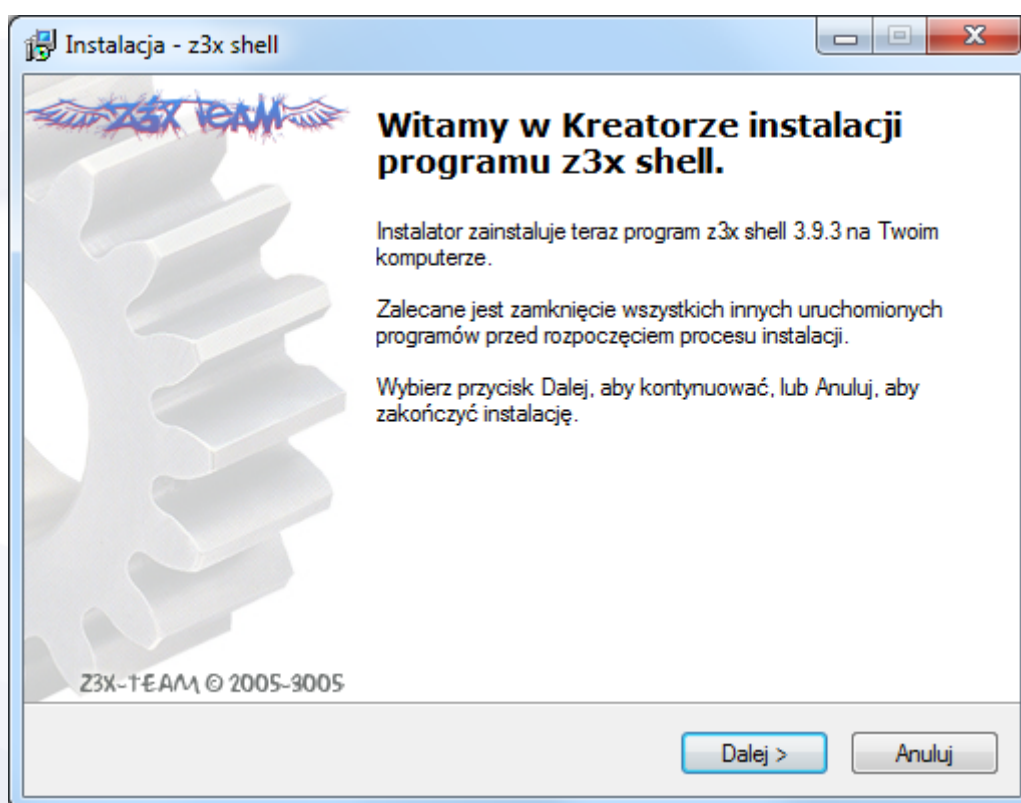 Instalacja - z3x shell
Z3X TEAM
Witamy w Kreatorze instalacji
programu z3x shell.
Instalator zainstaluje teraz program z3x shell 3.9.3 na Twoim
komputerze.
Zalecane jest zamknięcie wszystkich innych uruchomionych
programów przed rozpoczęciem procesu instalacji.
Wybierz przycisk Dalej, aby kontynuować, lub Anuluj, aby
zakończyć instalację.
Z3X-TEAM © 2005-3005
Dalej >
Anuluj